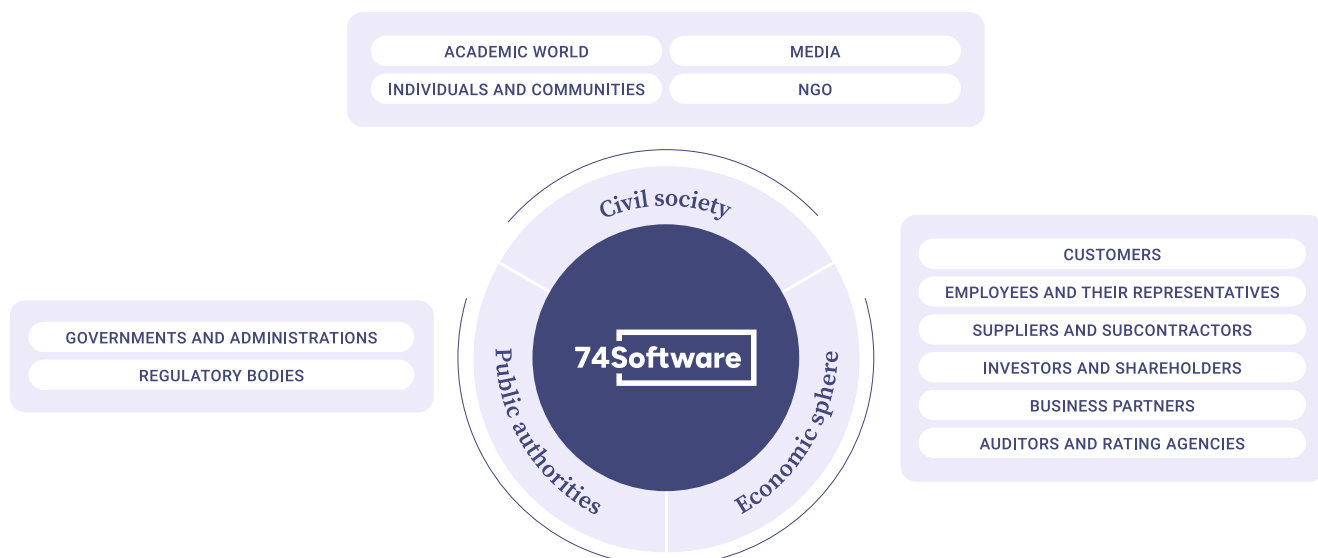 ACADEMIC WORLD
MEDIA
INDIVIDUALS AND COMMUNITIES
NGO
Civil society
CUSTOMERS
EMPLOYEES AND THEIR REPRESENTATIVES
SUPPLIERS AND SUBCONTRACTORS
INVESTORS AND SHAREHOLDERS
BUSINESS PARTNERS
AUDITORS AND RATING AGENCIES
GOVERNMENTS AND ADMINISTRATIONS
REGULATORY BODIES
74Software
Public authorities
Economic sphere